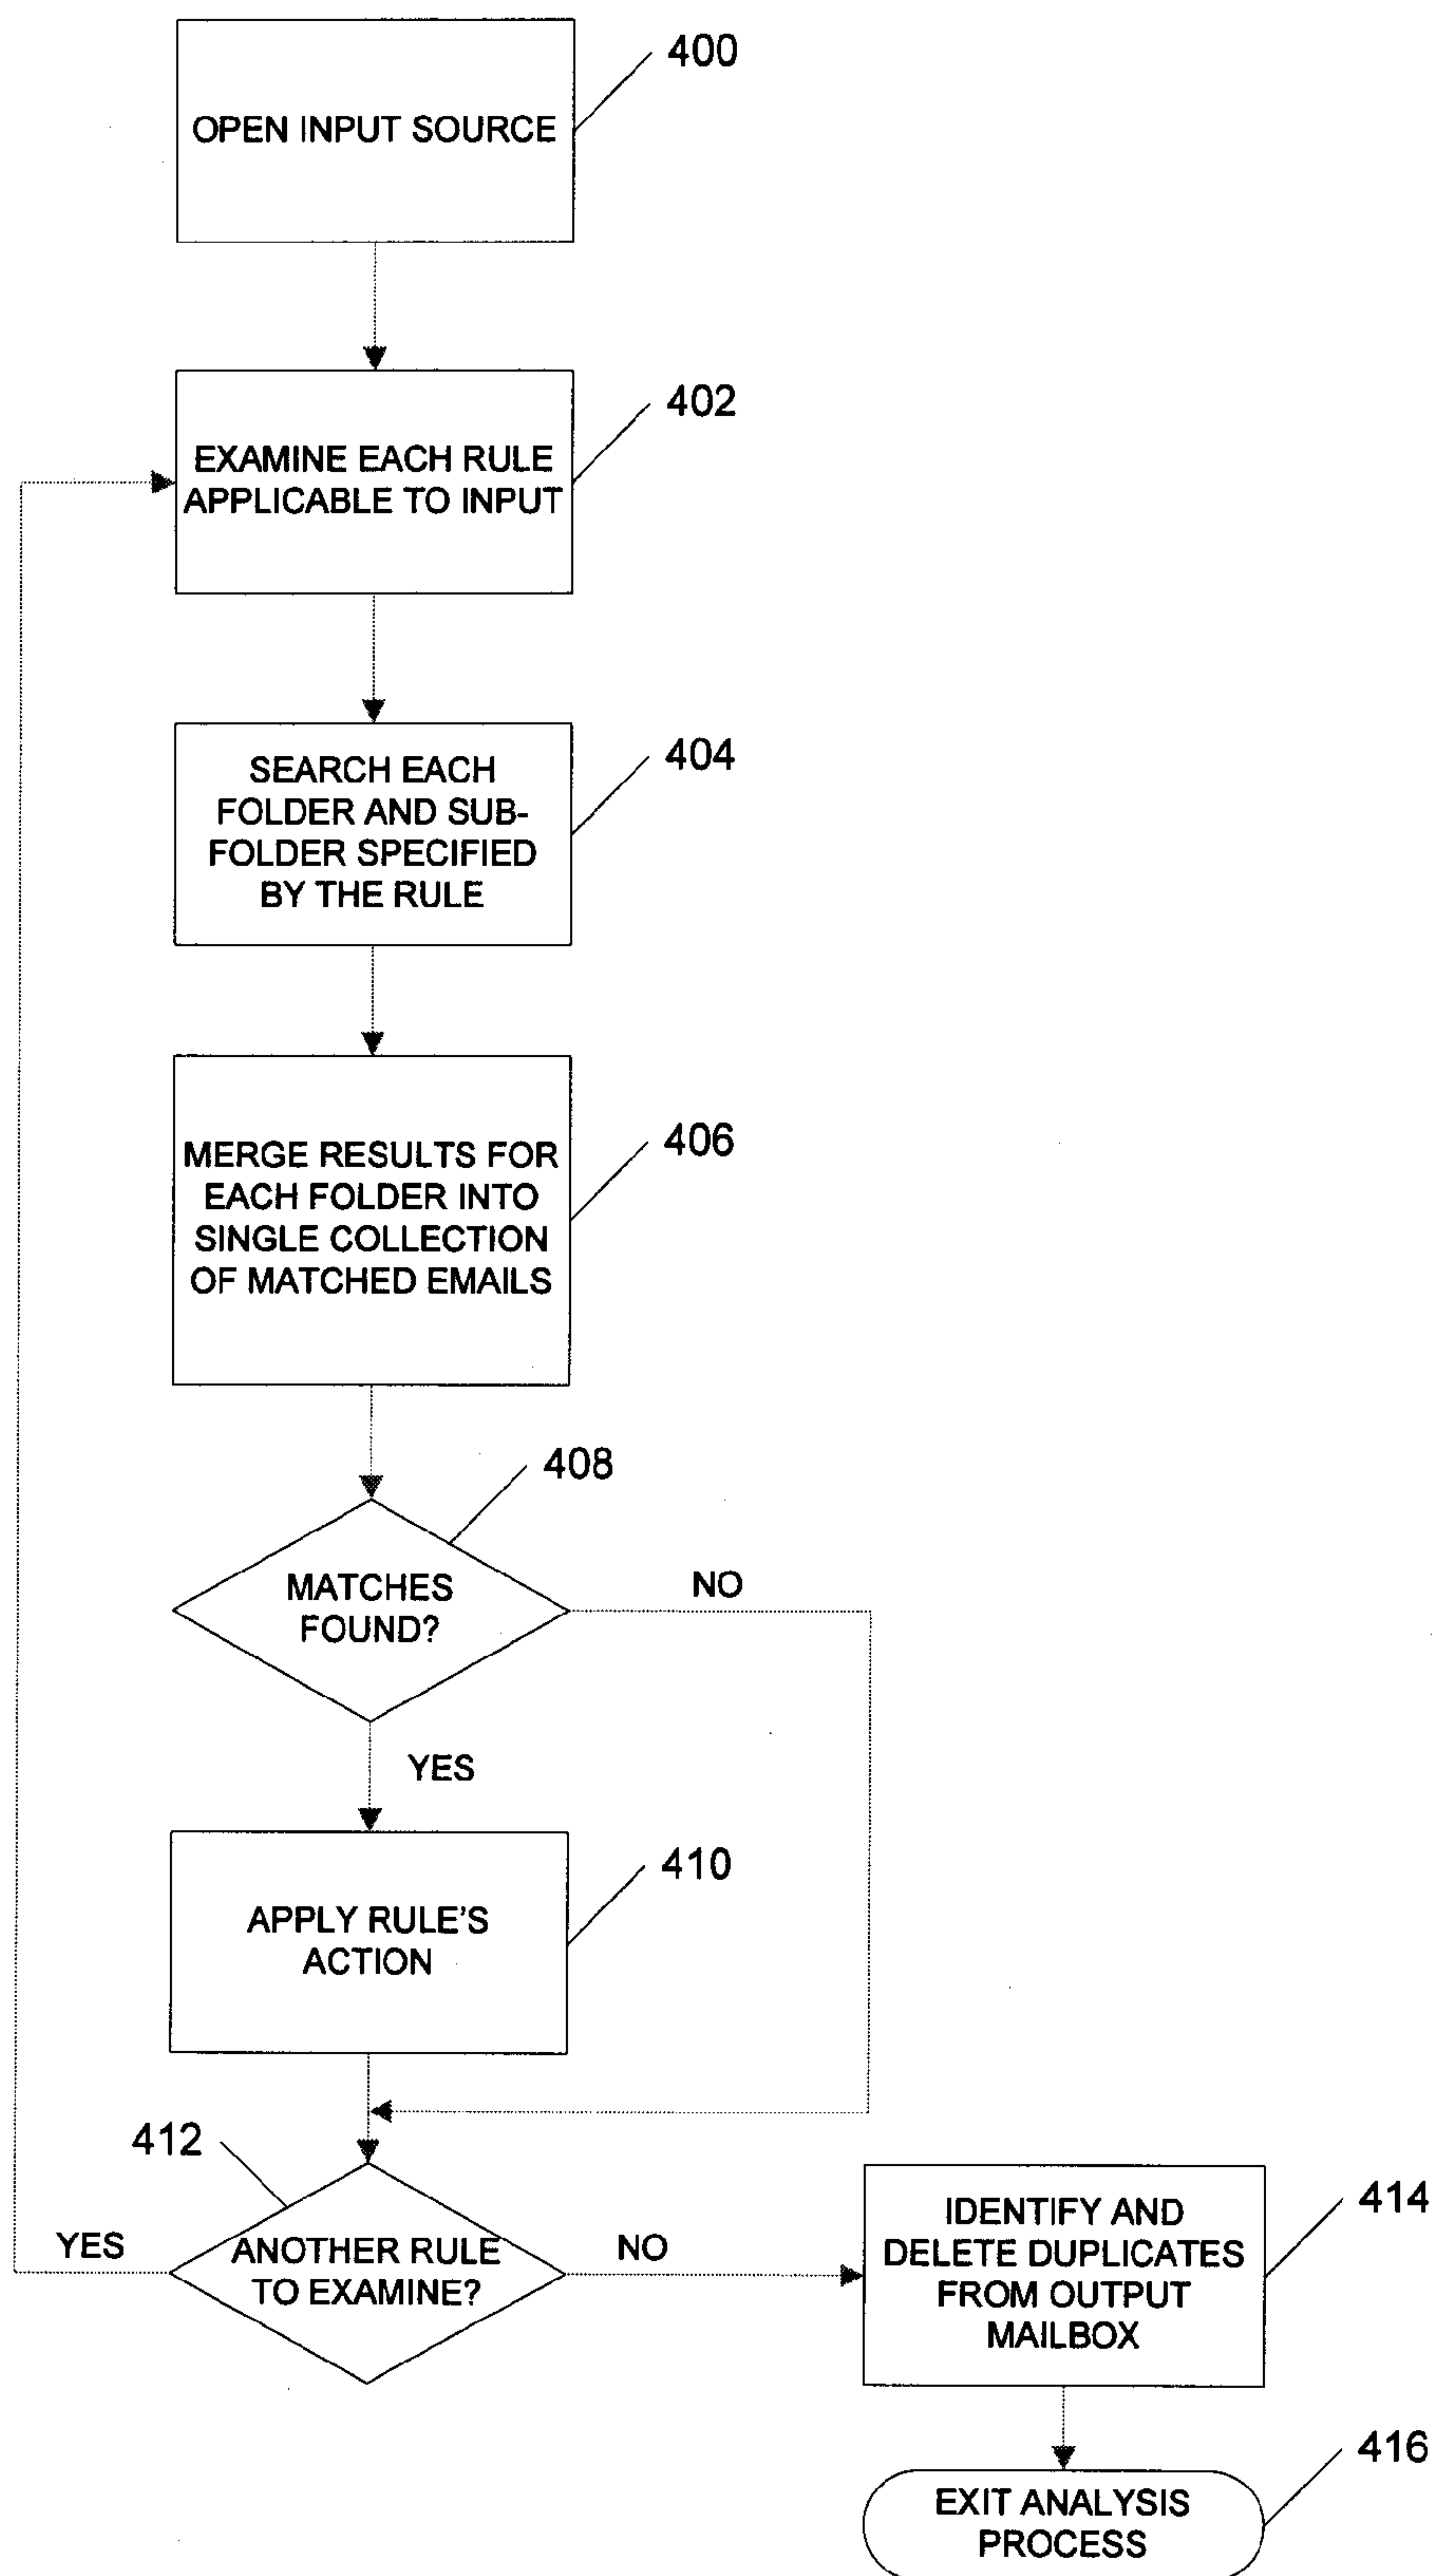 400
OPEN INPUT SOURCE
402
EXAMINE EACH RULE
APPLICABLE TO INPUT
404
SEARCH EACH
FOLDER AND SUB-
FOLDER SPECIFIED
BY THE RULE
406
MERGE RESULTS FOR
EACH FOLDER INTO
SINGLE COLLECTION
OF MATCHED EMAILS
408
MATCHES
FOUND?
NO
YES
410
APPLY RULE'S
ACTION
412
YES
ANOTHER RULE
TO EXAMINE?
NO
414
IDENTIFY AND
DELETE DUPLICATES
FROM OUTPUT
MAILBOX
416
EXIT ANALYSIS
PROCESS